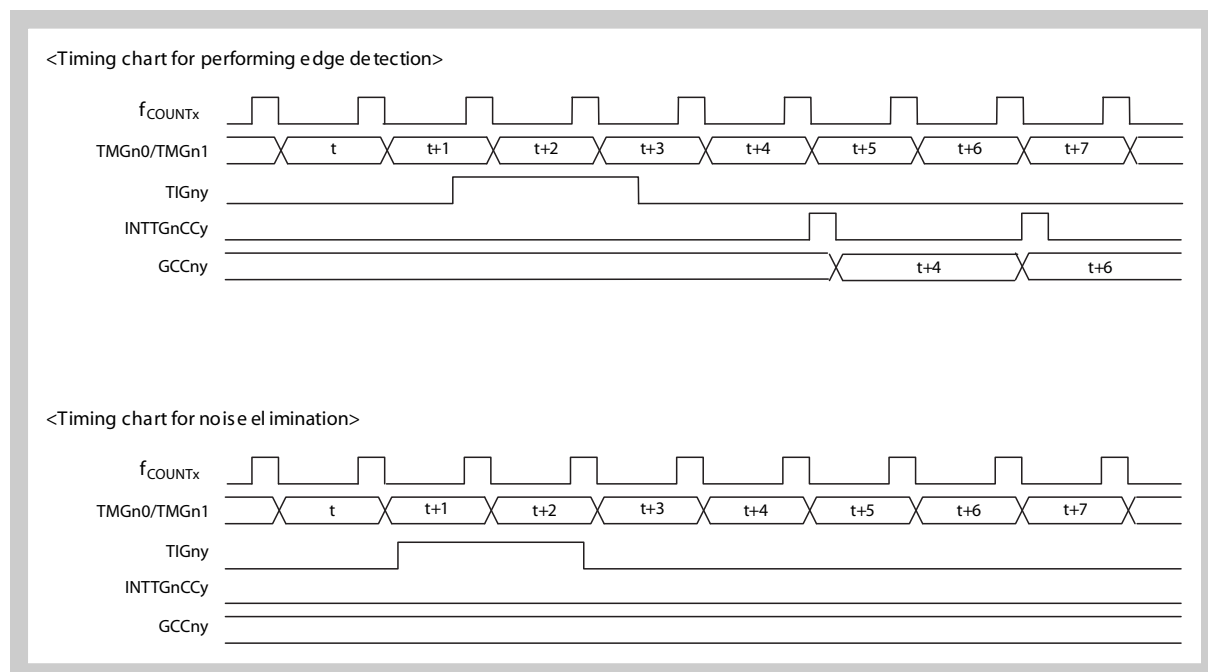 <Timing chart for performing edge detection>
fCOUNTx
TMGn0/TMGn1 t t+1 t+2 t+3 t+4 t+5 t+6 t+7
TIGny
INTTGnCCy
GCCny t+4 t+6
<Timing chart for noise elimination>
fCOUNTx
TMGn0/TMGn1 t t+1 t+2 t+3 t+4 t+5 t+6 t+7
TIGny
INTTGnCCy
GCCny